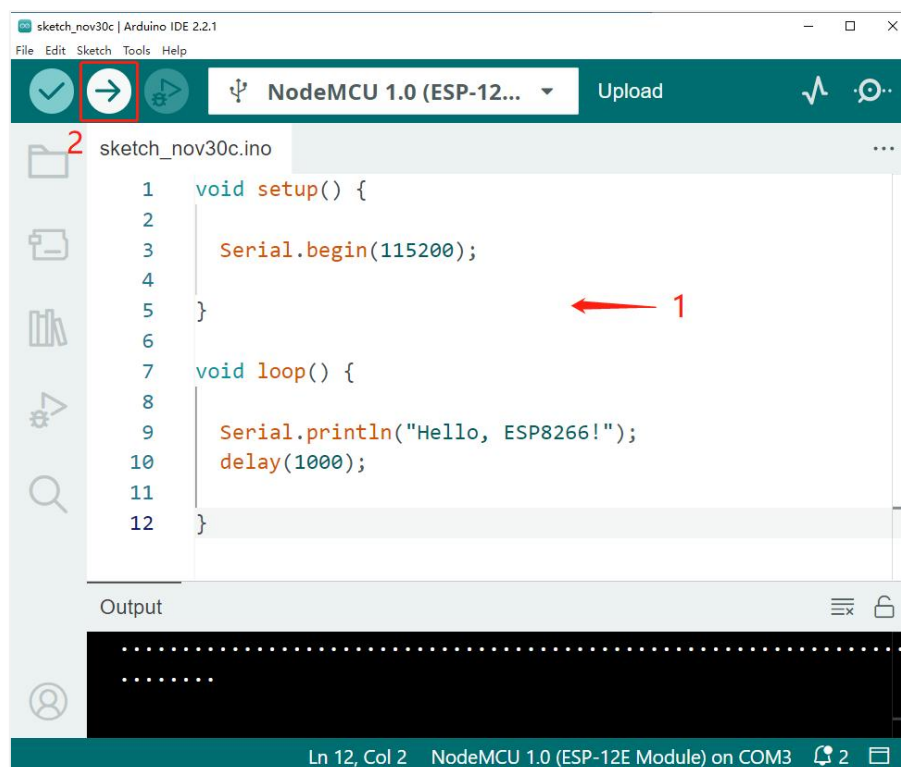 sketch_nov30c | Arduino IDE 2.2.1
File Edit Sketch Tools Help
NodeMCU 1.0 (ESP-12... Upload
2
sketch_nov30c.ino
1 void setup() {
2
3 Serial.begin(115200);
4
5 }
1
6
7 void loop() {
8
9 Serial.println("Hello, ESP8266!");
10 delay(1000);
11
12 }
Output
Ln 12, Col 2 NodeMCU 1.0 (ESP-12E Module) on COM3 2